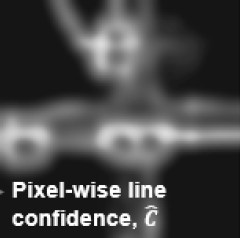 Pixel-wise line
confidence, Ĉ